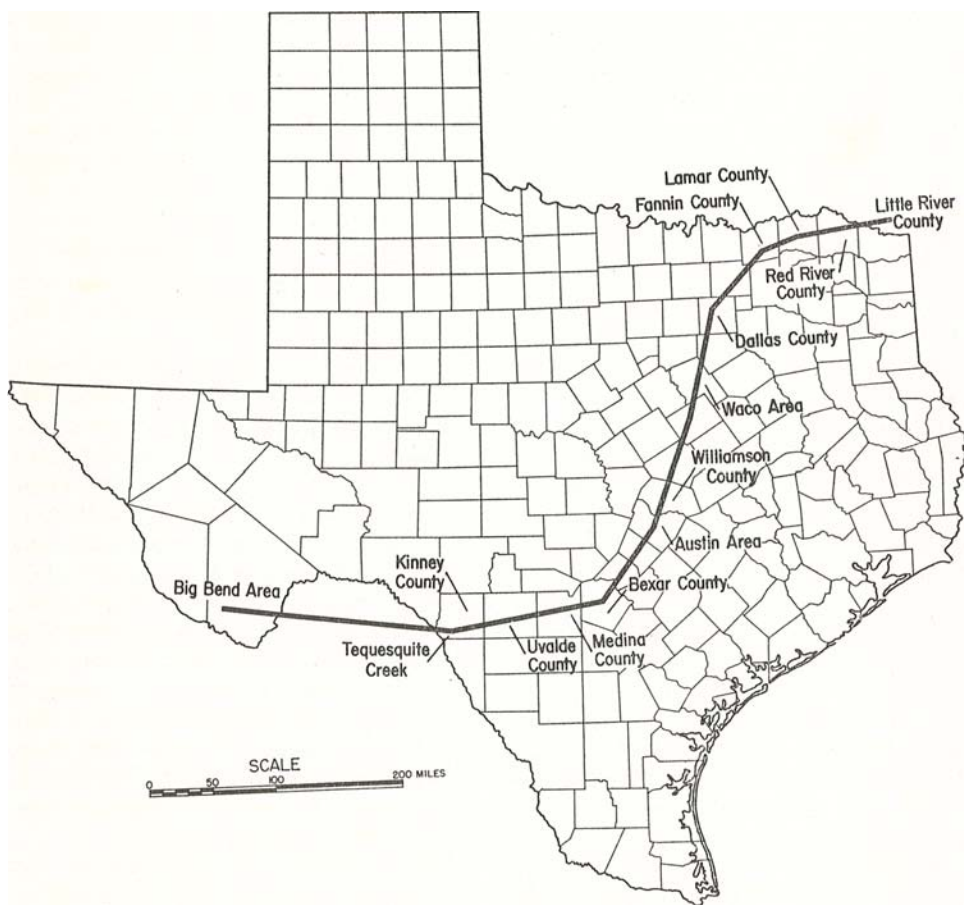 Lamar County
Fannin County
Little River
County
Red River
County
Dallas County
Waco Area
Williamson
County
Austin Area
Kinney
County
Bexar County
Big Bend Area
Tequesquite
Creek
Uvalde
County
Medina
County
SCALE
0 50 100 200 MILES